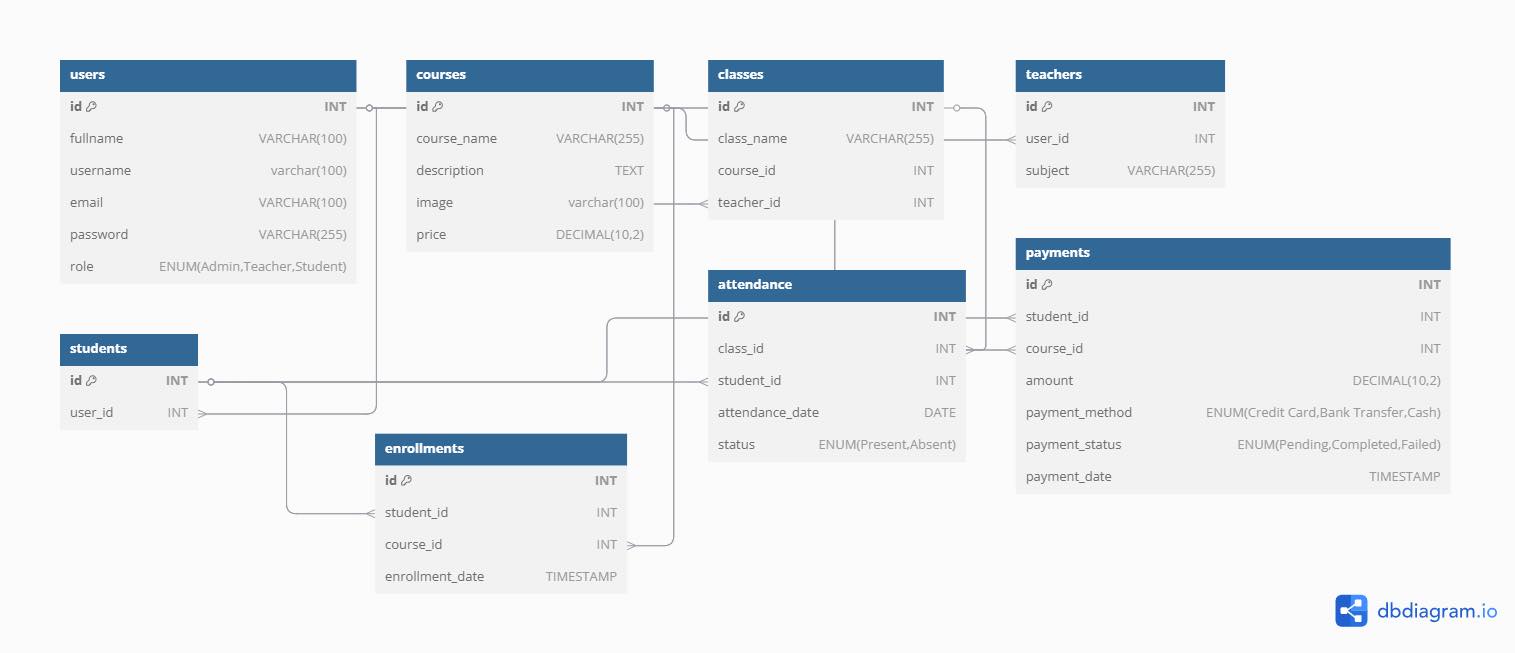 users
id INT
fullname VARCHAR(100)
username varchar(100)
email VARCHAR(100)
password VARCHAR(255)
role ENUM(Admin,Teacher,Student)
courses
id INT
course_name VARCHAR(255)
description TEXT
image varchar(100)
price DECIMAL(10,2)
classes
id INT
class_name VARCHAR(255)
course_id INT
teacher_id INT
teachers
id INT
user_id INT
subject VARCHAR(255)
students
id INT
user_id INT
enrollments
id INT
student_id INT
course_id INT
enrollment_date TIMESTAMP
attendance
id INT
class_id INT
student_id INT
attendance_date DATE
status ENUM(Present,Absent)
payments
id INT
student_id INT
course_id INT
amount DECIMAL(10,2)
payment_method ENUM(Credit Card,Bank Transfer,Cash)
payment_status ENUM(Pending,Completed,Failed)
payment_date TIMESTAMP
dbdiagram.io